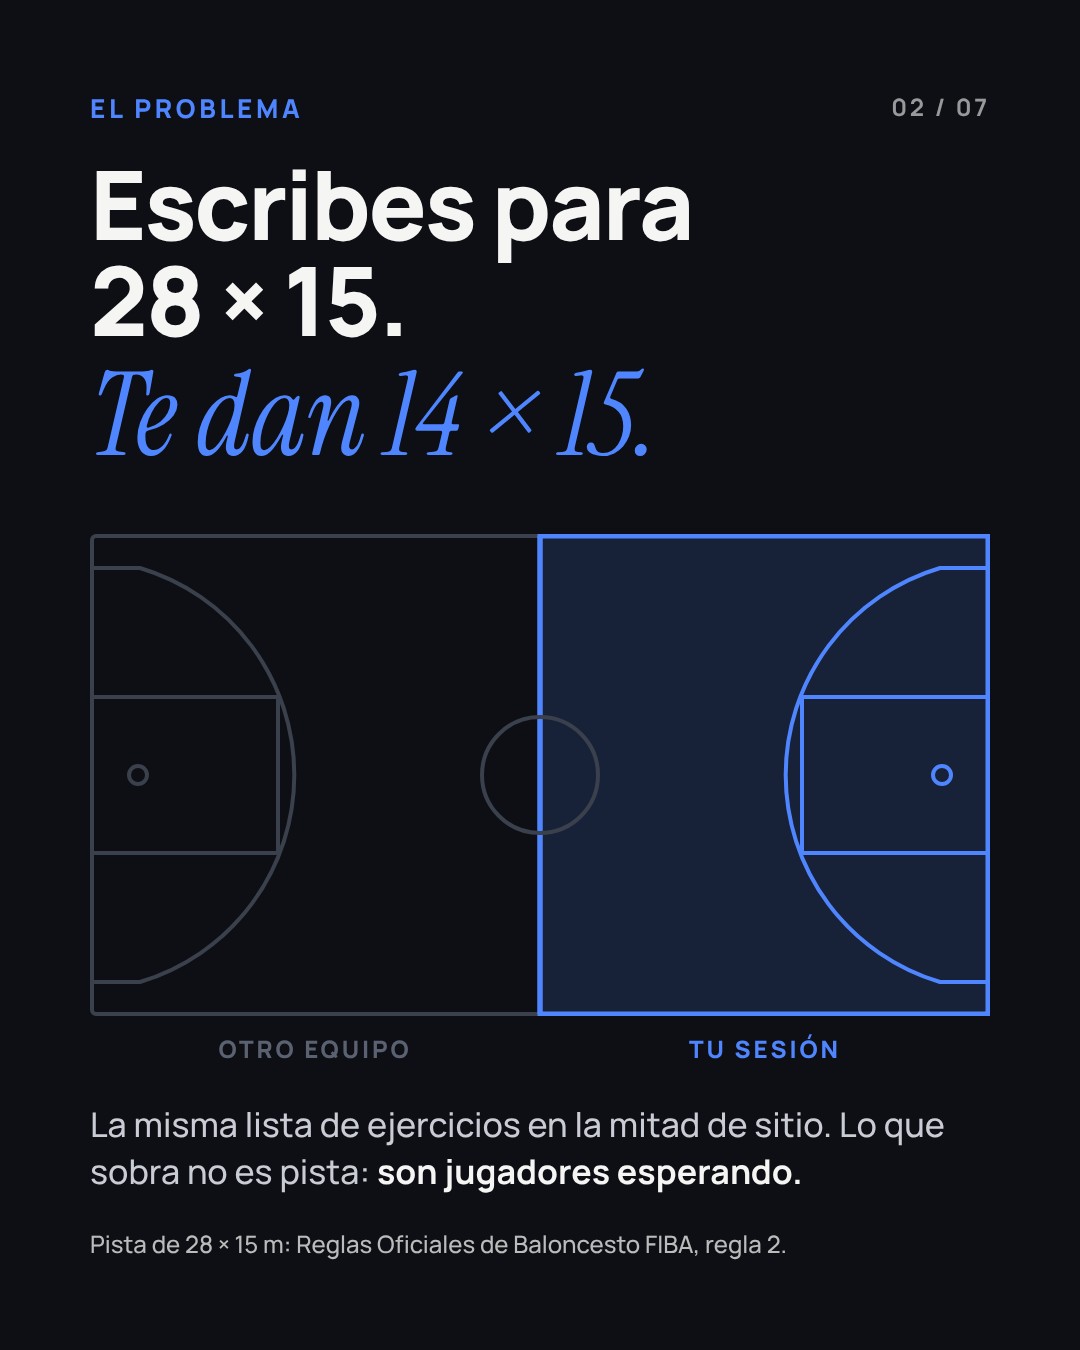 EL PROBLEMA
02 / 07
Escribes para
28 × 15.
Te dan 14 × 15.
OTRO EQUIPO
TU SESIÓN
La misma lista de ejercicios en la mitad de sitio. Lo que
sobra no es pista: son jugadores esperando.
Pista de 28 × 15 m: Reglas Oficiales de Baloncesto FIBA, regla 2.